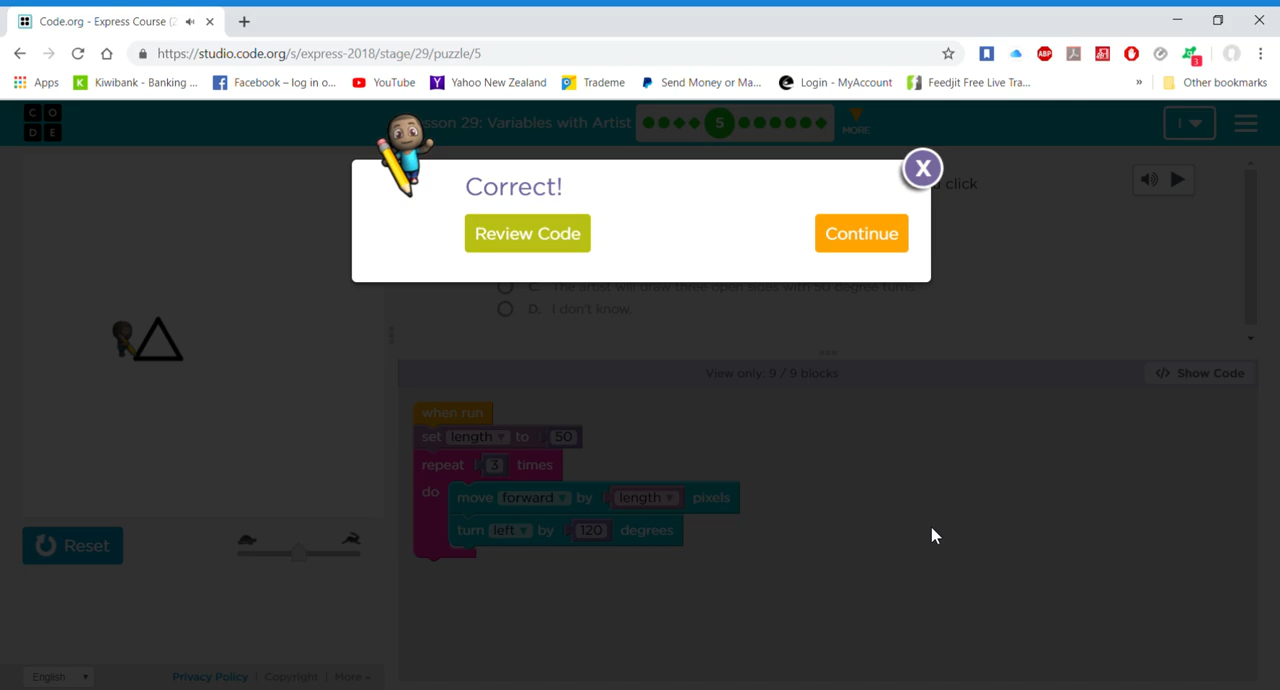 Code.org - Express Course (2
https://studio.code.org/s/express-2018/stage/29/puzzle/5
ABP
3
Apps
Kiwibank - Banking ...
Facebook – log in o...
YouTube
Yahoo New Zealand
Trademe
Send Money or Ma...
Login - MyAccount
Feedjit Free Live Tra...
»
Other bookmarks
C O
D E
esson 29: Variables with Artist
5
MORE
Correct!
X
click
Review Code
Continue
C. The artist will draw three open sides with 50 degree turns.
D. I don't know.
View only: 9 / 9 blocks
</> Show Code
when run
set length to 50
repeat 3 times
do
move forward by length pixels
turn left by 120 degrees
Reset
English
Privacy Policy | Copyright | More